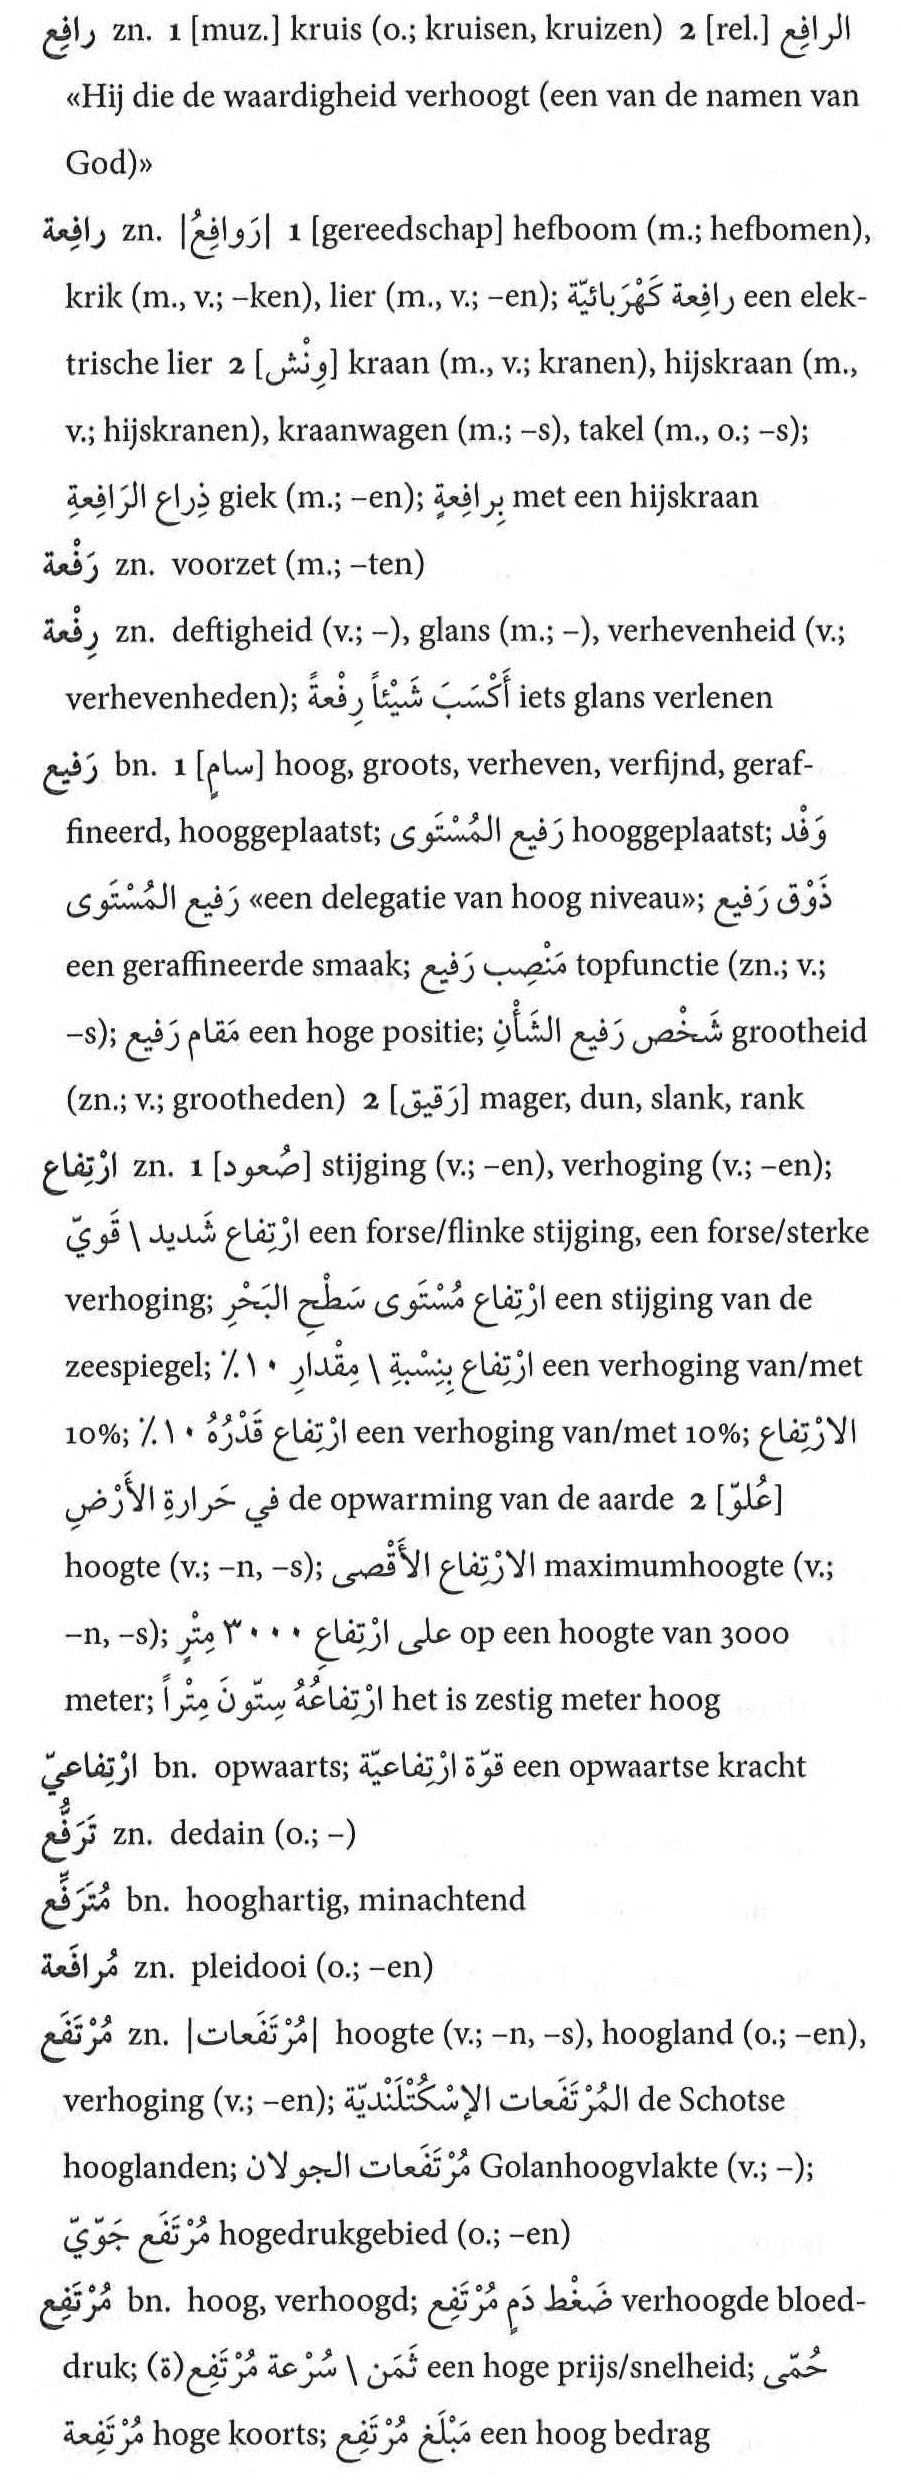 رافِع zn. 1 [muz.] kruis (o.; kruisen, kruizen) 2 [rel.] الرافِع
«Hij die de waardigheid verhoogt (een van de namen van
God)»
رافِعة zn. |رَوافِعُ| 1 [gereedschap] hefboom (m.; hefbomen),
krik (m., v.; –ken), lier (m., v.; –en); رافِعة كَهْرَبائيّة een elek-
trische lier 2 [وِنْش] kraan (m., v.; kranen), hijskraan (m.,
v.; hijskranen), kraanwagen (m.; –s), takel (m., o.; –s);
ذِراع الرَافِعةِ giek (m.; –en); بِرافِعةٍ met een hijskraan
رَفْعة zn. voorzet (m.; –ten)
رِفْعة zn. deftigheid (v.; –), glans (m.; –), verhevenheid (v.;
verhevenheden); أَكْسَبَ شَيْئاً رِفْعةً iets glans verlenen
رَفيع bn. 1 [سامٍ] hoog, groots, verheven, verfijnd, geraf-
fineerd, hooggeplaatst; رَفيع المُسْتَوى hooggeplaatst; وَفْد
رَفيع المُسْتَوى «een delegatie van hoog niveau»; ذَوْق رَفيع
een geraffineerde smaak; مَنْصِب رَفيع topfunctie (zn.; v.;
–s); مَقام رَفيع een hoge positie; شَخْص رَفيع الشَأْنِ grootheid
(zn.; v.; grootheden) 2 [رَقيق] mager, dun, slank, rank
ارْتِفاع zn. 1 [صُعود] stijging (v.; –en), verhoging (v.; –en);
ارْتِفاع شَديد \ قَويّ een forse/flinke stijging, een forse/sterke
verhoging; ارْتِفاع مُسْتَوى سَطْحِ البَحْرِ een stijging van de
zeespiegel; ارْتِفاع بِنِسْبةِ \ مِقْدارِ ١٠٪ een verhoging van/met
10%; ارْتِفاع قَدْرُهُ ١٠٪ een verhoging van/met 10%; الارْتِفاع
في حَرارةِ الأَرْضِ de opwarming van de aarde 2 [عُلوّ]
hoogte (v.; –n, –s); الارْتِفاع الأَقْصى maximumhoogte (v.;
–n, –s); على ارْتِفاعِ ٣٠٠٠ مِتْرٍ op een hoogte van 3000
meter; ارْتِفاعُهُ سِتّونَ مِتْراً het is zestig meter hoog
ارْتِفاعيّ bn. opwaarts; قوّة ارْتِفاعيّة een opwaartse kracht
تَرَفُّع zn. dedain (o.; –)
مُتَرَفِّع bn. hooghartig, minachtend
مُرافَعة zn. pleidooi (o.; –en)
مُرْتَفَع zn. |مُرْتَفَعات| hoogte (v.; –n, –s), hoogland (o.; –en),
verhoging (v.; –en); المُرْتَفَعات الإسْكُتْلَنْديّة de Schotse
hooglanden; مُرْتَفَعات الجولان Golanhoogvlakte (v.; –);
مُرْتَفَع جَوّيّ hogedrukgebied (o.; –en)
مُرْتَفِع bn. hoog, verhoogd; ضَغْط دَمٍ مُرْتَفِع verhoogde bloed-
druk; ثَمَن \ سُرْعة مُرْتَفِع(ة) een hoge prijs/snelheid; حُمّى
مُرْتَفِعة hoge koorts; مَبْلَغ مُرْتَفِع een hoog bedrag